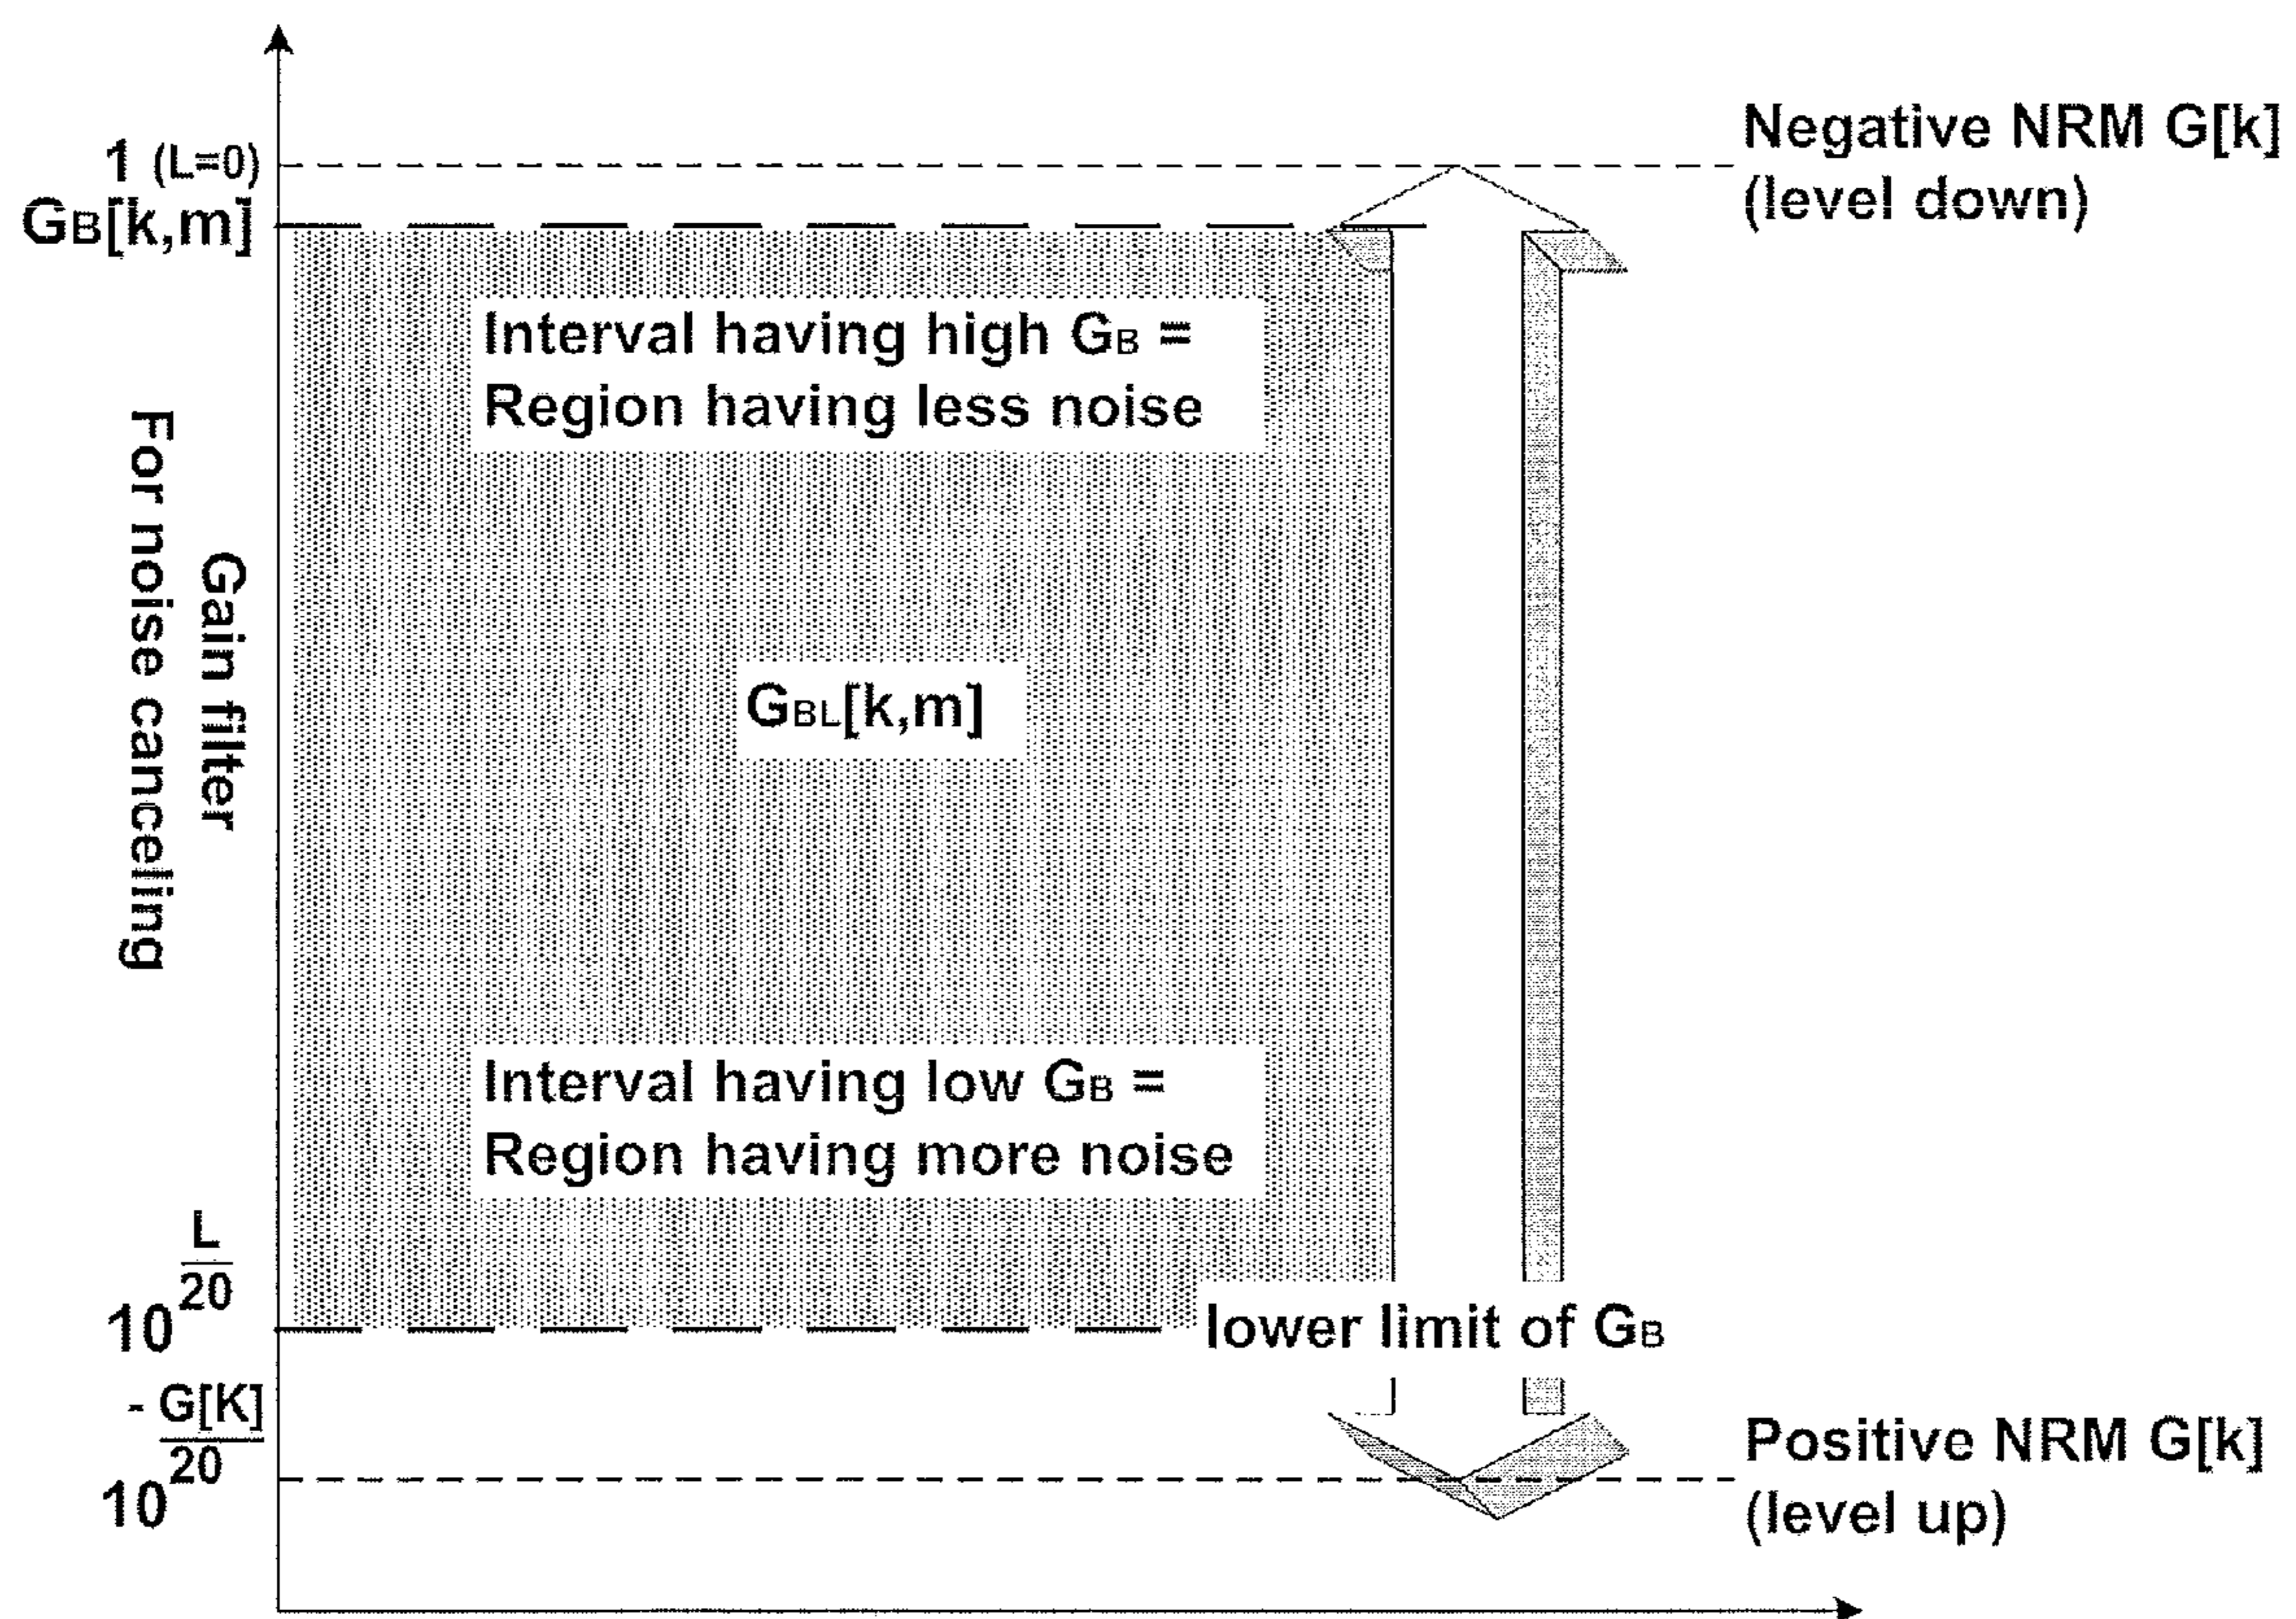 1 (L=0)
GB[k,m]
Negative NRM G[k]
(level down)
Interval having high GB =
Region having less noise
Gain filter
For noise canceling
GBL[k,m]
Interval having low GB =
Region having more noise
10^L/20
lower limit of GB
10^-G[K]/20
Positive NRM G[k]
(level up)